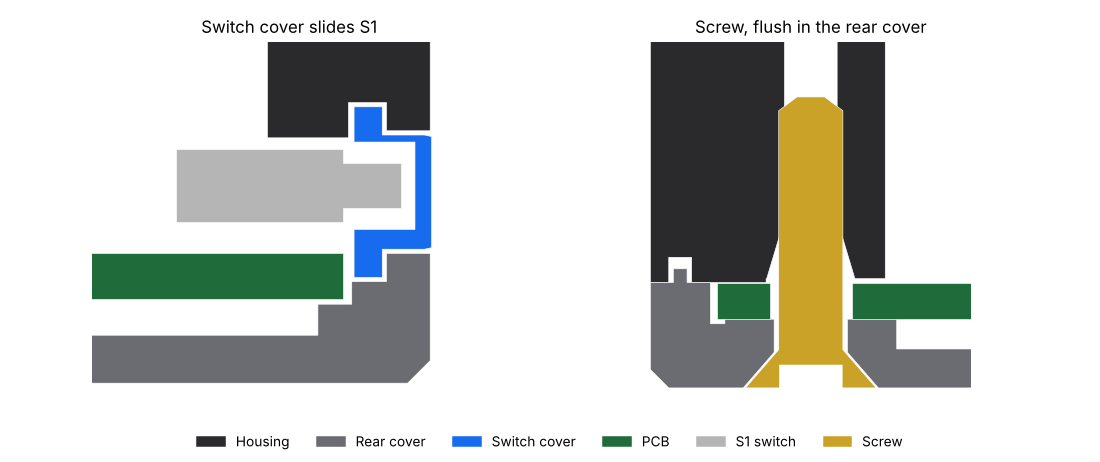 Switch cover slides S1
Screw, flush in the rear cover
Housing
Rear cover
Switch cover
PCB
S1 switch
Screw